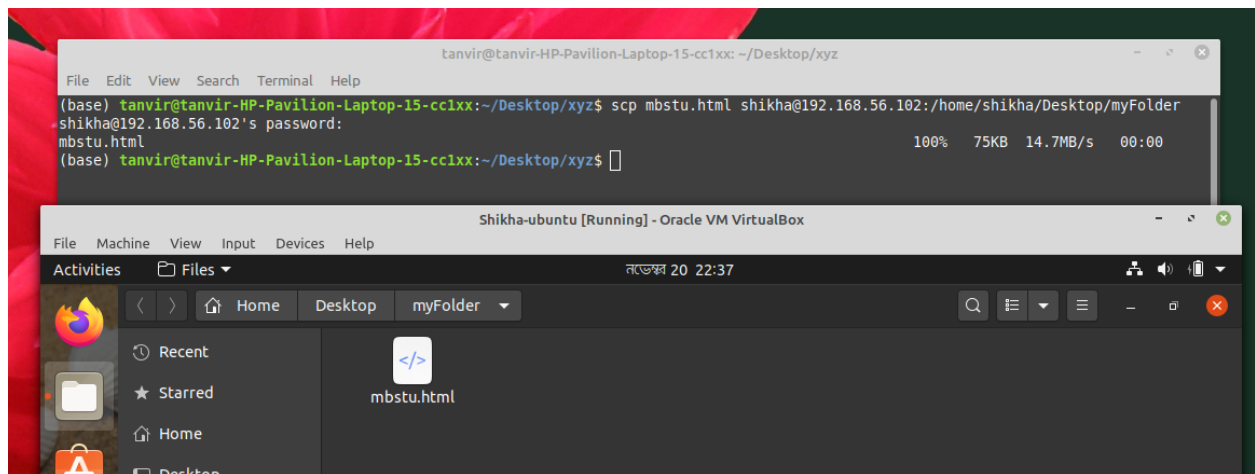 tanvir@tanvir-HP-Pavilion-Laptop-15-cc1xx: ~/Desktop/xyz
File Edit View Search Terminal Help
(base) tanvir@tanvir-HP-Pavilion-Laptop-15-cc1xx:~/Desktop/xyz$ scp mbstu.html shikha@192.168.56.102:/home/shikha/Desktop/myFolder
shikha@192.168.56.102's password:
mbstu.html 100% 75KB 14.7MB/s 00:00
(base) tanvir@tanvir-HP-Pavilion-Laptop-15-cc1xx:~/Desktop/xyz$
Shikha-ubuntu [Running] - Oracle VM VirtualBox
File Machine View Input Devices Help
Activities Files নভেম্বর 20 22:37
Home Desktop myFolder
Recent
Starred
mbstu.html
Home
Desktop